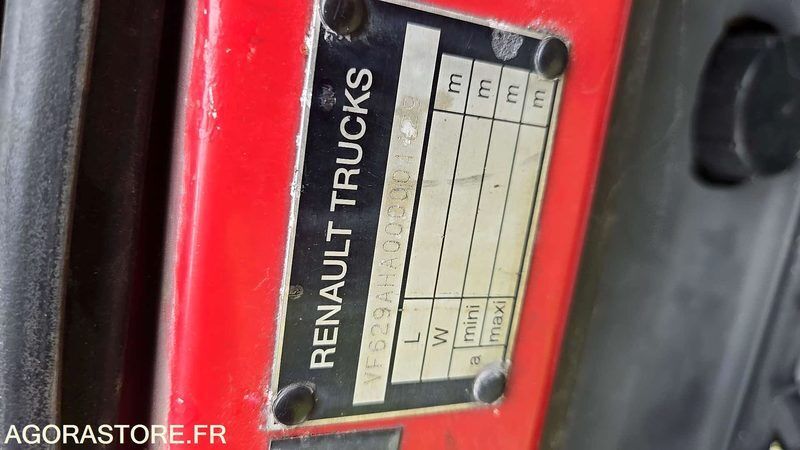 RENAULT TRUCKS
L m
W m
a mini m
maxi m
AGORASTORE.FR